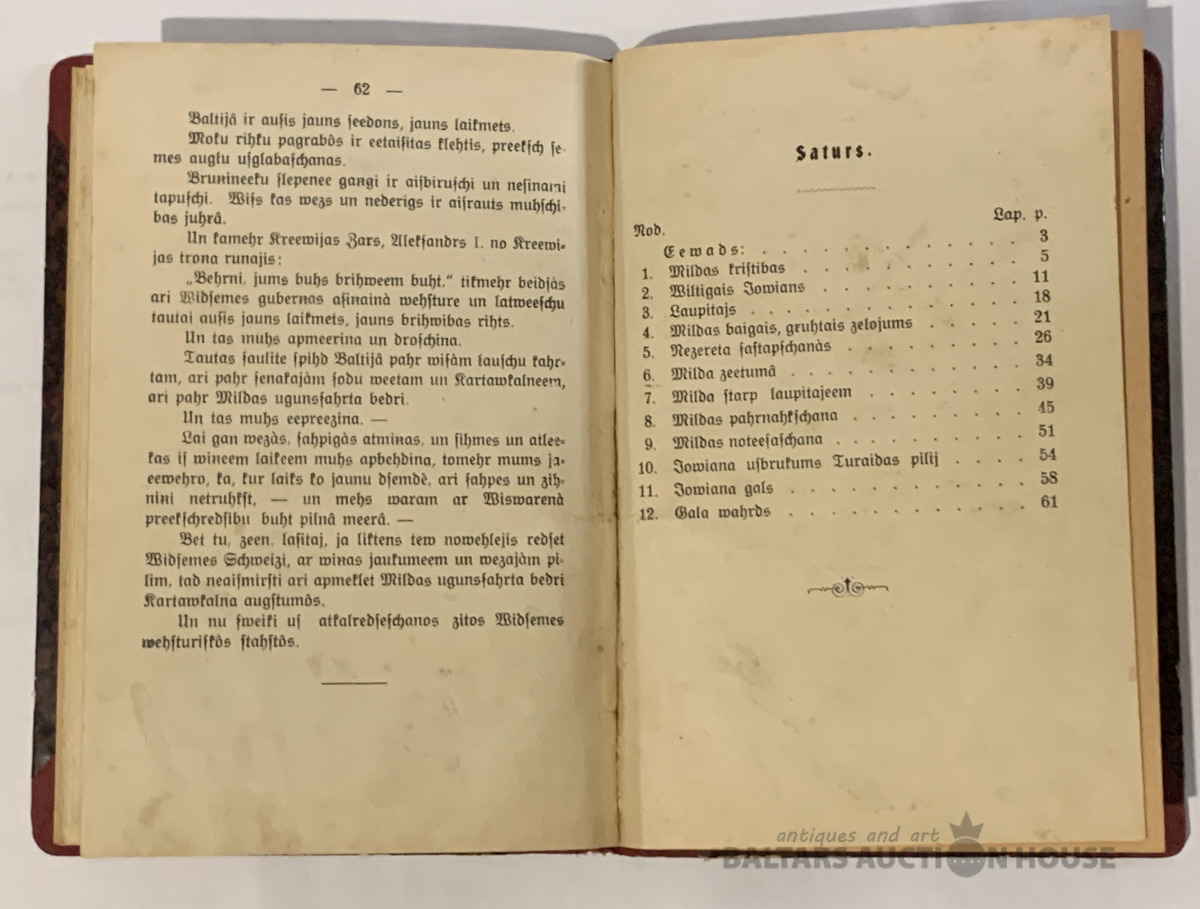 — 62 —
Baltijâ ir ausis jauns seedons, jauns laikmets.
Moku rihku pagrabôs ir eetaisitas klehtis, preeksch se-
mes augtu usglabaschanas.
Bruņineeku slepenee gangi ir aisbiruschi un nesinami
tapuschi. Wiss kas wezs un nederigs ir aisrauts muhschi-
bas juhrâ.
Un kamehr Kreewijas Zars, Aleksandrs I. no Kreewi-
jas trona runajis:
„Behrni, jums buhs brihweem buht,“ tikmehr beidsàs
ari Widsemes gubernas asinainà wehsture un latweeschu
tautai ausis jauns laikmets, jauns brihwibas rihts.
Un tas muhs apmeerina un droschina.
Tautas saulite spihd Baltijâ pahr wisàm lauschu kahr-
tam, ari pahr senakajàm sodu weetam un Kartawkalneem,
ari pahr Mildas ugunssahrta bedri.
Un tas muhs eepreezina. —
Lai gan wezàs, sahpigàs atminas, un sihmes un atlee-
kas is wineem laikeem muhs apbehdina, tomehr mums ja-
eewehro, ka, kur laiks ko jaunu dsemdè, ari sahpes un zih-
nini netruhkst, — un mehs waram ar Wiswarenà
preekschredsibu buht pilnâ meerâ. —
Bet tu, zeen. lasitaj, ja liktens tew nowehlejis redset
Widsemes Schweizi, ar winas jaukumeem un wezajàm pi-
lim, tad neaismirsti ari apmeklet Mildas ugunssahrta bedri
Kartawkalna augstumôs.
Un nu sweiki us atkalredseschanos zitos Widsemes
wehsturiskôs stahstôs.
Saturs.
Nod. Lap. p.
Eewads: . . . . . . . . . . . . . 3
1. Mildas kristibas . . . . . . . . . . . 5
2. Wiltigais Jowians . . . . . . . . . . 11
3. Laupitajs . . . . . . . . . . . . . 18
4. Mildas baigais, gruhtais zelojums . . . . . 21
5. Nezereta sastapschanàs . . . . . . . . . 26
6. Milda zeetumâ . . . . . . . . . . . 34
7. Milda starp laupitajeem . . . . . . . . 39
8. Mildas pahrnahkschana . . . . . . . . . 45
9. Mildas noteesaschana . . . . . . . . . 51
10. Jowiana usbrukums Turaidas pilij . . . . 54
11. Jowiana gals . . . . . . . . . . . . 58
12. Gala wahrds . . . . . . . . . . . . 61
antiques and art
BALTARS AUCTION HOUSE